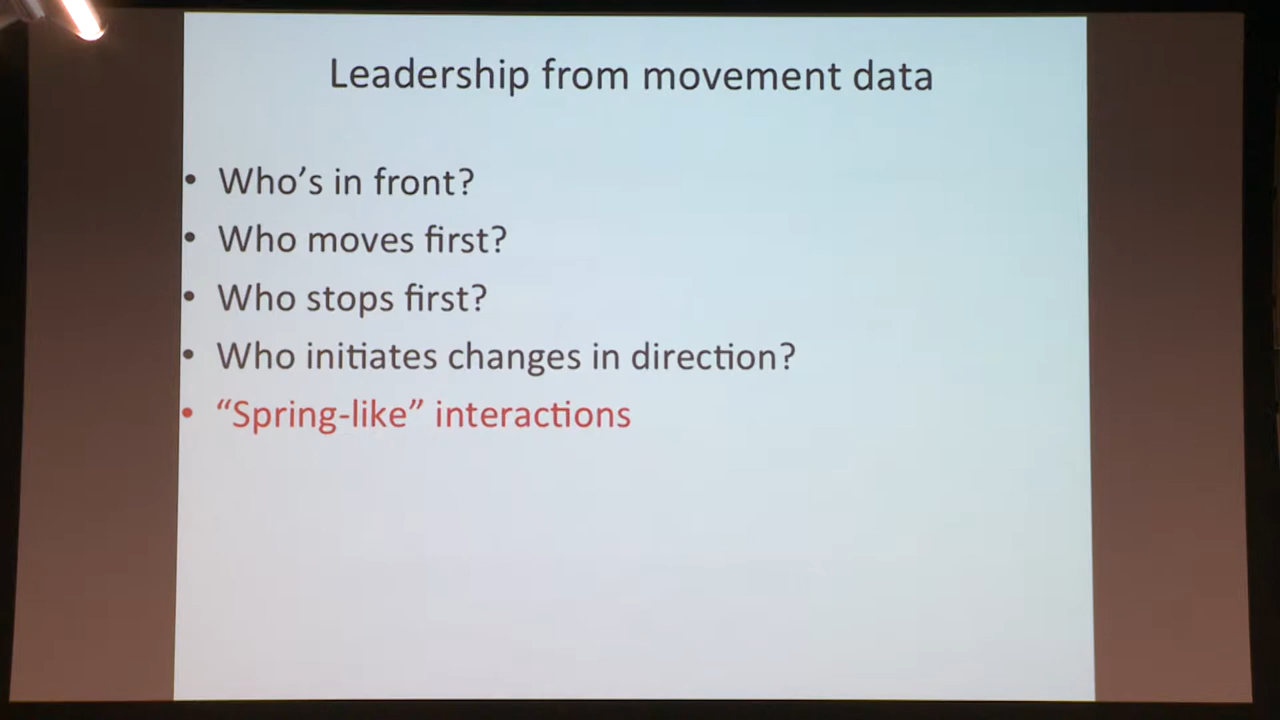 Leadership from movement data
• Who’s in front?
• Who moves first?
• Who stops first?
• Who initiates changes in direction?
• “Spring-like” interactions